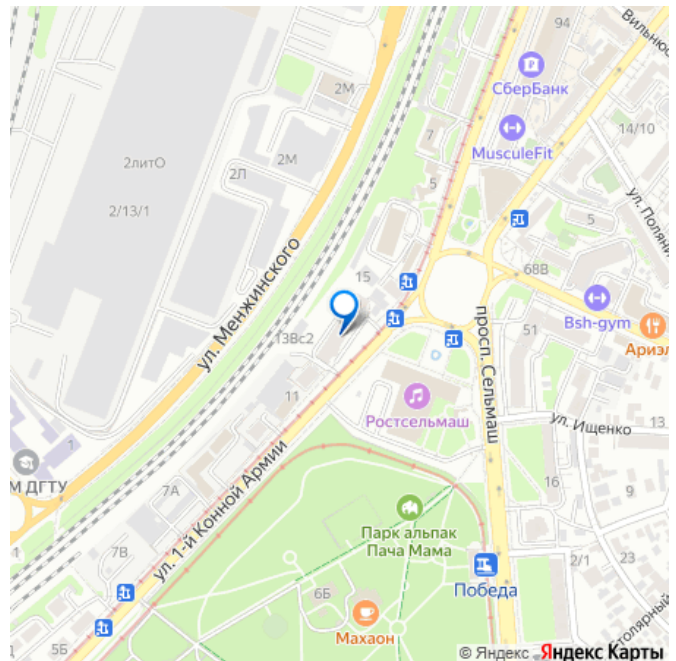 94
Вильнюс
СберБанк
2М
14/10
7
MusculeFit
2литО
2М
2Л
5
ул. Поляни
2/13/1
5
ул. Менжинского
68В
15
Bsh-gym
51
13Вс2
Ариэл
просп. Сельмаш
11
Ростсельмаш
ул. Ищенко
13
1
М ДГТУ
ул. 1-й Конной Армии
16
9
7А
Парк альпак
Пача Мама
1
7В
2/1
23
Победа
6Б
Столярный
Д
5Б
Махаон
© Яндекс Яндекс Карты